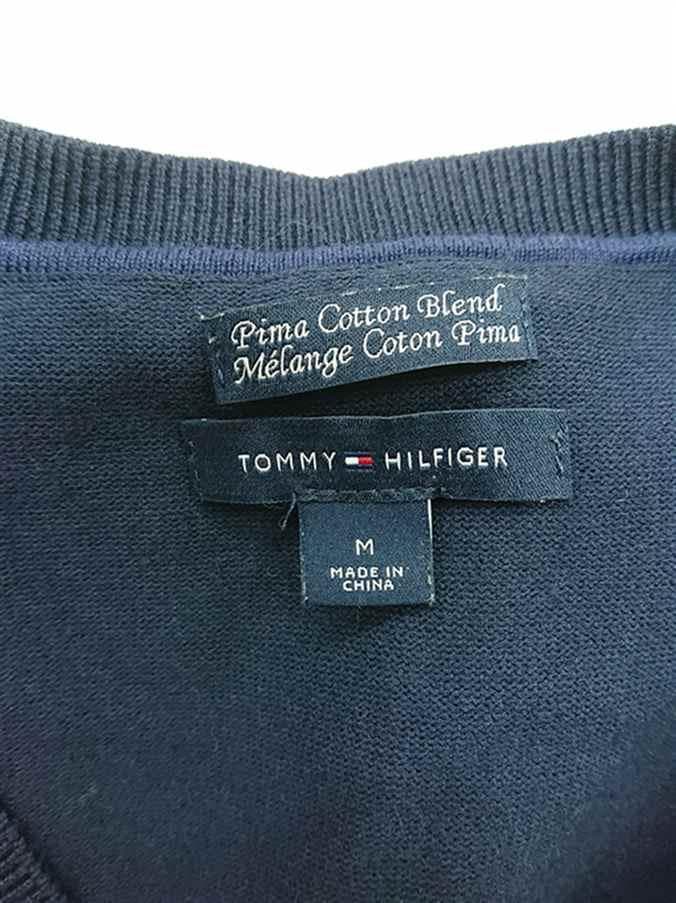 Pima Cotton Blend
Mélange Coton Pima
TOMMY HILFIGER
M
MADE IN
CHINA